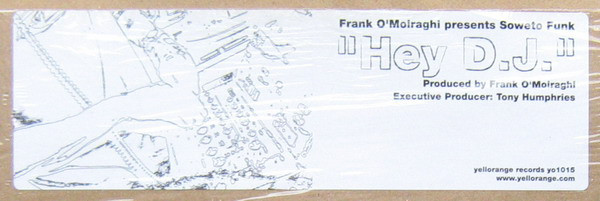 Frank O'Moiraghi presents Soweto Funk
"Hey D.J."
Produced by Frank O'Moiraghi
Executive Producer: Tony Humphries
yellorange records yo1015
www.yellorange.com